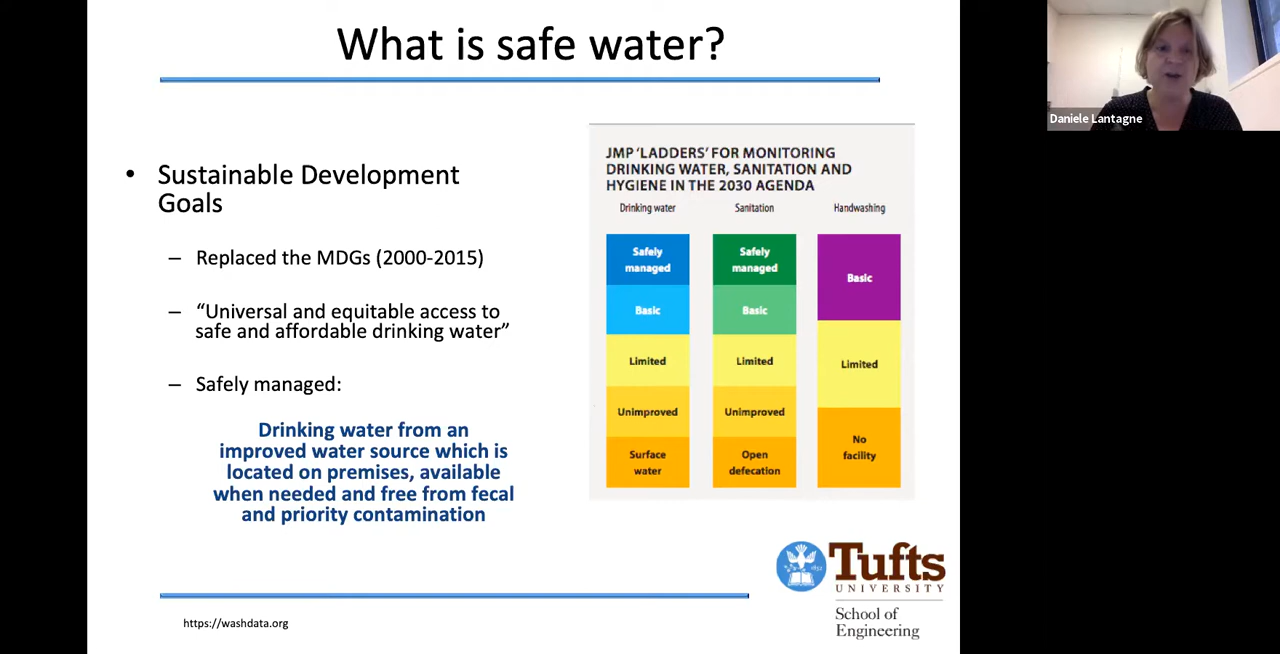 What is safe water?
• Sustainable Development
Goals
– Replaced the MDGs (2000-2015)
– “Universal and equitable access to
safe and affordable drinking water”
– Safely managed:
Drinking water from an
improved water source which is
located on premises, available
when needed and free from fecal
and priority contamination
https://washdata.org
JMP ‘LADDERS’ FOR MONITORING
DRINKING WATER, SANITATION AND
HYGIENE IN THE 2030 AGENDA
Drinking water
Safely
managed
Basic
Limited
Unimproved
Surface
water
Sanitation
Safely
managed
Basic
Limited
Unimproved
Open
defecation
Handwashing
Basic
Limited
No
facility
1852
Tufts
UNIVERSITY
School of
Engineering
Daniele Lantagne